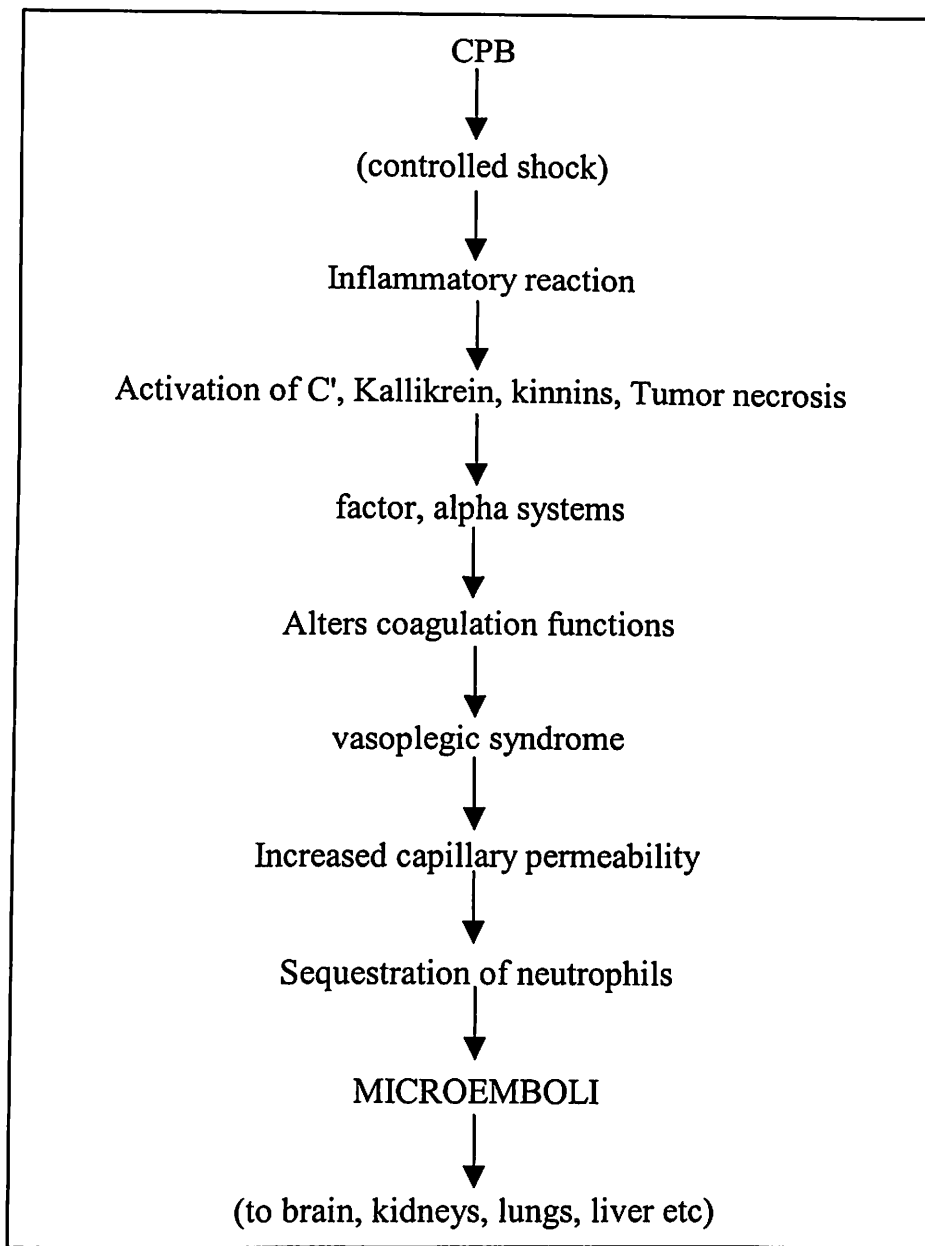 CPB
(controlled shock)
Inflammatory reaction
Activation of C', Kallikrein, kinnins, Tumor necrosis
factor, alpha systems
Alters coagulation functions
vasoplegic syndrome
Increased capillary permeability
Sequestration of neutrophils
MICROEMBOLI
(to brain, kidneys, lungs, liver etc)